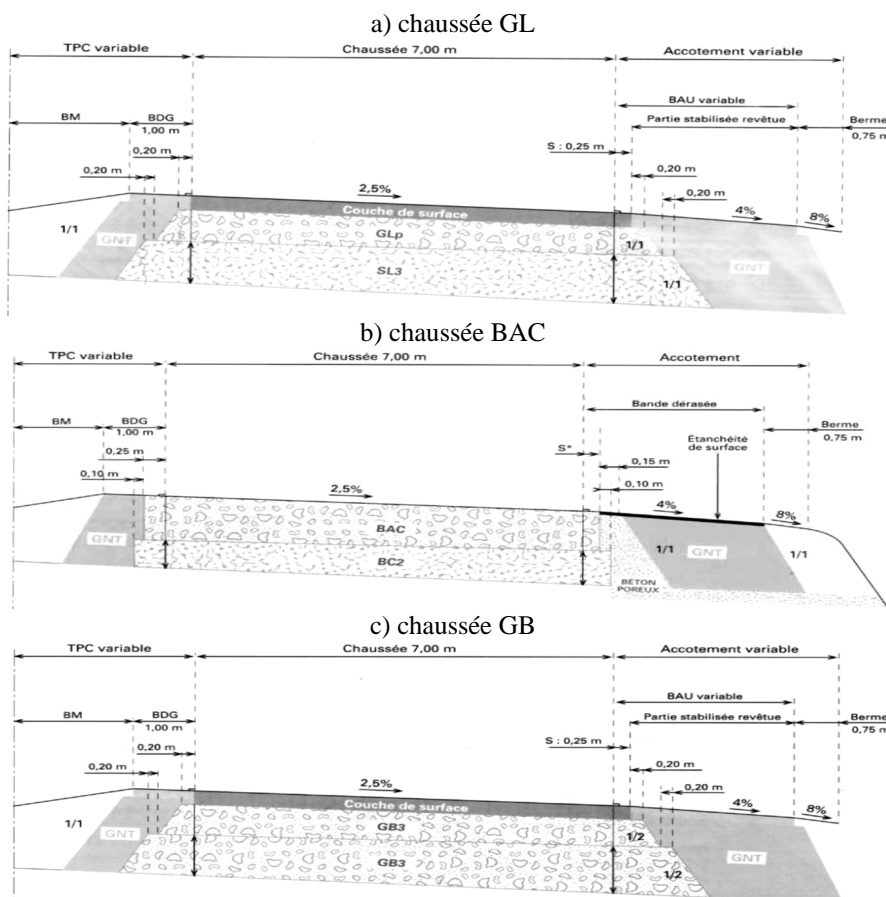 a) chaussée GL
TPC variable
Chaussée 7,00 m
Accotement variable
BAU variable
BM
BDG
1,00 m
Partie stabilisée revêtue
Berme
0,75 m
0,20 m
S : 0,25 m
0,20 m
0,20 m
0,20 m
2,5%
4%
8%
Couche de surface
1/1
GNT
GLp
1/1
SL3
1/1
GNT
b) chaussée BAC
TPC variable
Chaussée 7,00 m
Accotement
Bande dérasée
BM
BDG
1,00 m
Berme
0,75 m
Étanchéité
de surface
0,25 m
S*
0,15 m
0,10 m
0,10 m
2,5%
4%
8%
BAC
GNT
1/1
GNT
1/1
BC2
BÉTON
POREUX
c) chaussée GB
TPC variable
Chaussée 7,00 m
Accotement variable
BAU variable
BM
BDG
1,00 m
Partie stabilisée revêtue
Berme
0,75 m
0,20 m
S : 0,25 m
0,20 m
0,20 m
0,20 m
2,5%
4%
8%
Couche de surface
1/1
GNT
GB3
1/2
GB3
1/2
GNT